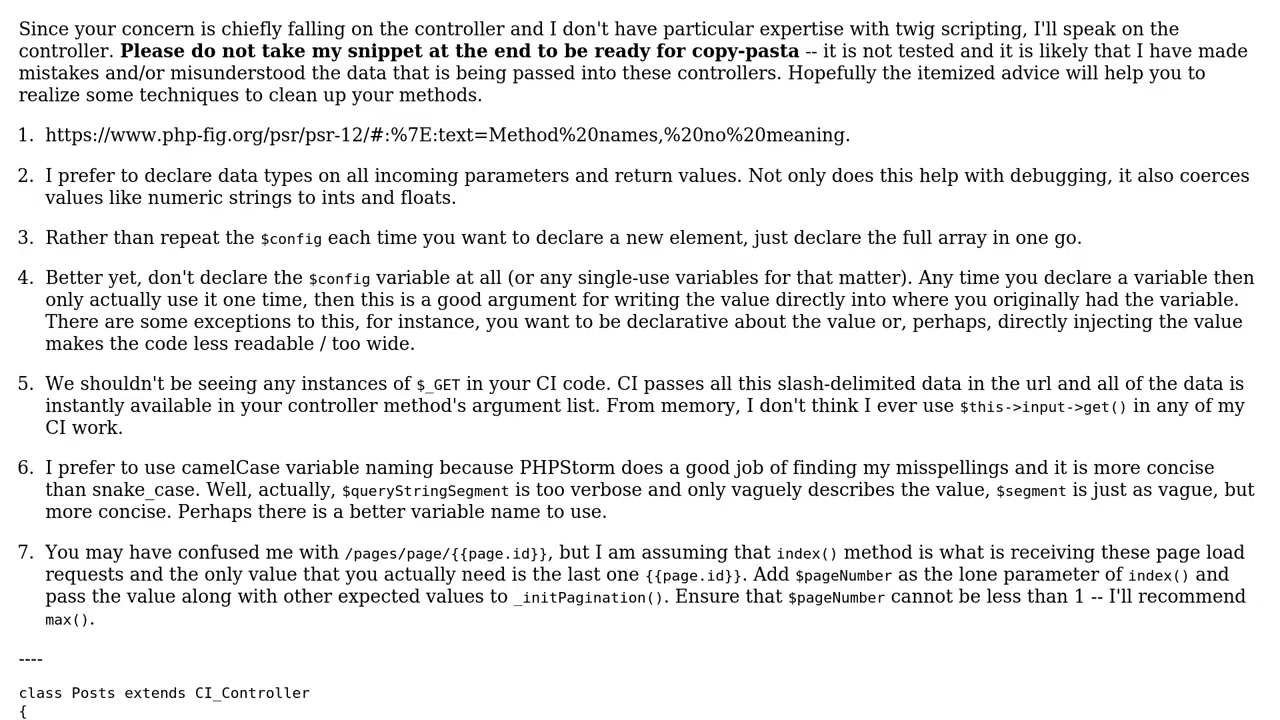 Since your concern is chiefly falling on the controller and I don't have particular expertise with twig scripting, I'll speak on the
controller. Please do not take my snippet at the end to be ready for copy-pasta -- it is not tested and it is likely that I have made
mistakes and/or misunderstood the data that is being passed into these controllers. Hopefully the itemized advice will help you to
realize some techniques to clean up your methods.
1. https://www.php-fig.org/psr/psr-12/#:%7E:text=Method%20names,%20no%20meaning.
2. I prefer to declare data types on all incoming parameters and return values. Not only does this help with debugging, it also coerces
values like numeric strings to ints and floats.
3. Rather than repeat the $config each time you want to declare a new element, just declare the full array in one go.
4. Better yet, don't declare the $config variable at all (or any single-use variables for that matter). Any time you declare a variable then
only actually use it one time, then this is a good argument for writing the value directly into where you originally had the variable.
There are some exceptions to this, for instance, you want to be declarative about the value or, perhaps, directly injecting the value
makes the code less readable / too wide.
5. We shouldn't be seeing any instances of $_GET in your CI code. CI passes all this slash-delimited data in the url and all of the data is
instantly available in your controller method's argument list. From memory, I don't think I ever use $this->input->get() in any of my
CI work.
6. I prefer to use camelCase variable naming because PHPStorm does a good job of finding my misspellings and it is more concise
than snake_case. Well, actually, $queryStringSegment is too verbose and only vaguely describes the value, $segment is just as vague, but
more concise. Perhaps there is a better variable name to use.
7. You may have confused me with /pages/page/{{page.id}}, but I am assuming that index() method is what is receiving these page load
requests and the only value that you actually need is the last one {{page.id}}. Add $pageNumber as the lone parameter of index() and
pass the value along with other expected values to _initPagination(). Ensure that $pageNumber cannot be less than 1 -- I'll recommend
max().
----
class Posts extends CI_Controller
{